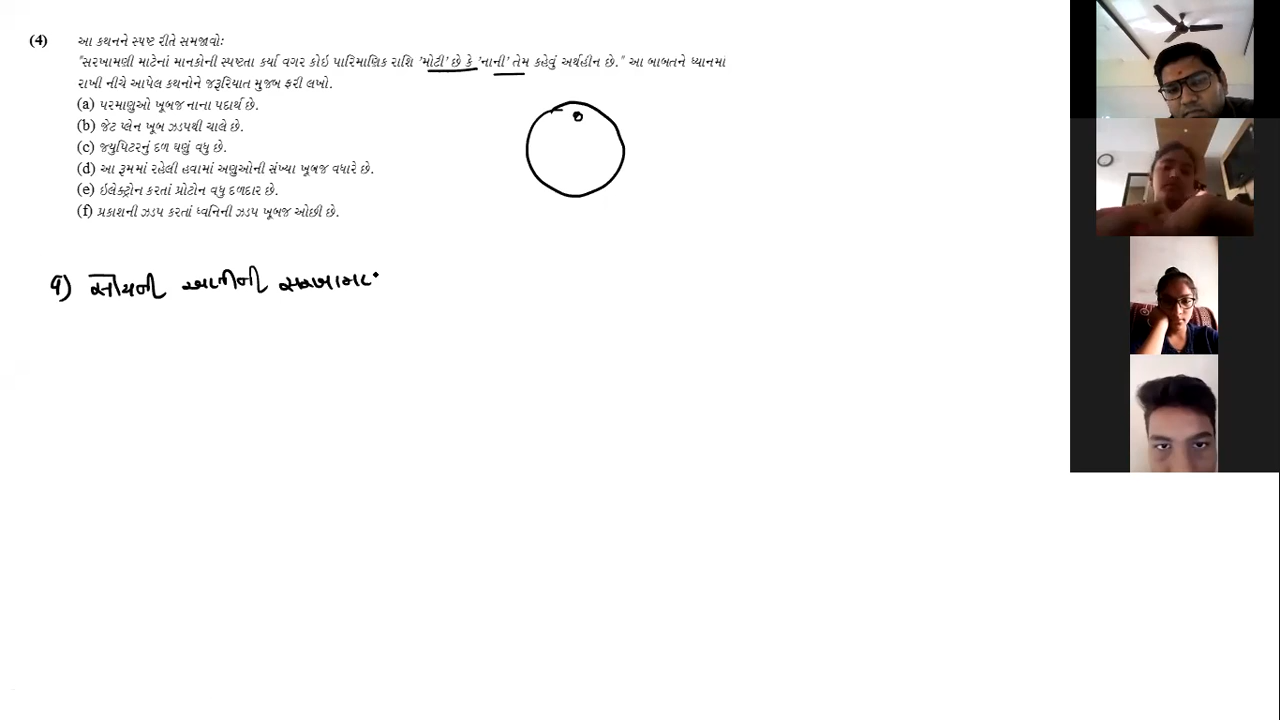 (4) આ કથનને સ્પષ્ટ રીતે સમજાવોઃ
"સરખામણી માટેનાં માનકોની સ્પષ્ટતા કર્યા વગર કોઇ પારિમાણિક રાશિ 'મોટી' છે કે 'નાની' તેમ કહેવું અર્થહીન છે." આ બાબતને ધ્યાનમાં
રાખી નીચે આપેલ કથનોને જરૂરિયાત મુજબ ફરી લખો.
(a) પરમાણુઓ ખૂબજ નાના પદાર્થ છે.
(b) જેટ પ્લેન ખૂબ ઝડપથી ચાલે છે.
(c) જ્યુપિટરનું દળ ઘણું વધુ છે.
(d) આ રૂમમાં રહેલી હવામાં અણુઓની સંખ્યા ખૂબજ વધારે છે.
(e) ઇલેક્ટ્રોન કરતાં પ્રોટોન વધુ દળદાર છે.
(f) પ્રકાશની ઝડપ કરતાં ધ્વનિની ઝડપ ખૂબજ ઓછી છે.
સોયની અણીની